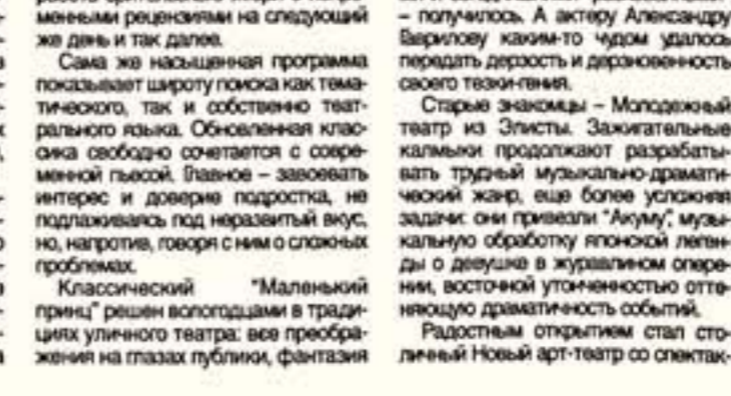 менными рецензиями на следующий
же день и так далее.
Сама же насыщенная программа
показывает широту поиска как тема-
тического, так и собственно теат-
рального языка. Обновленная клас-
сика свободно сочетается с совре-
менной пьесой. Главное – завоевать
интерес и доверие подростка, не
подлаживаясь под неразвитый вкус,
но, напротив, говоря с ним о сложных
проблемах.
Классический "Маленький
принц" решен вологодцами в тради-
циях уличного театра: все преобра-
жения на глазах публики, фантазия
– получилось. А актеру Александру
Гаврилову каким-то чудом удалось
передать дерзость и дерзновенность
своего тезки-гения.
Старые знакомцы – Молодежный
театр из Элисты. Зажигательные
калмыки продолжают разрабаты-
вать трудный музыкально-драмати-
ческий жанр, еще более усложняя
задачи: они привезли "Акуму", музы-
кальную обработку японской леген-
ды о девушке в журавлином опере-
нии, восточной утонченностью отте-
няющую драматичность событий.
Радостным открытием стал сто-
личный Новый арт-театр со спектак-